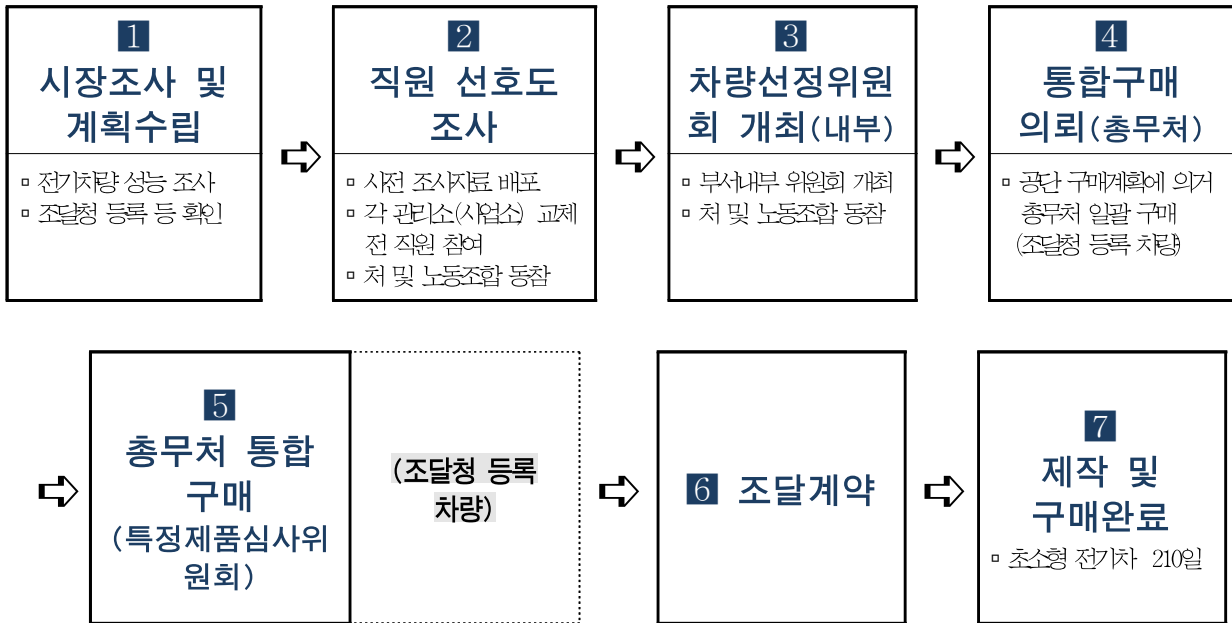 1
시장조사 및
계획수립
▫ 전기차량 성능 조사
▫ 조달청 등록 등 확인
2
직원 선호도
조사
▫ 사전 조사자료 배포
▫ 각 관리소(사업소) 교체
전 직원 참여
▫ 처 및 노동조합 동참
3
차량선정위원
회 개최(내부)
▫ 부서내부 위원회 개최
▫ 처 및 노동조합 동참
4
통합구매
의뢰(총무처)
▫ 공단 구매계획에 의거
총무처 일괄 구매
(조달청 등록 차량)
5
총무처 통합
구매
(특정제품심사위
원회)
(조달청 등록
차량)
6 조달계약
7
제작 및
구매완료
▫ 초소형 전기차 210일